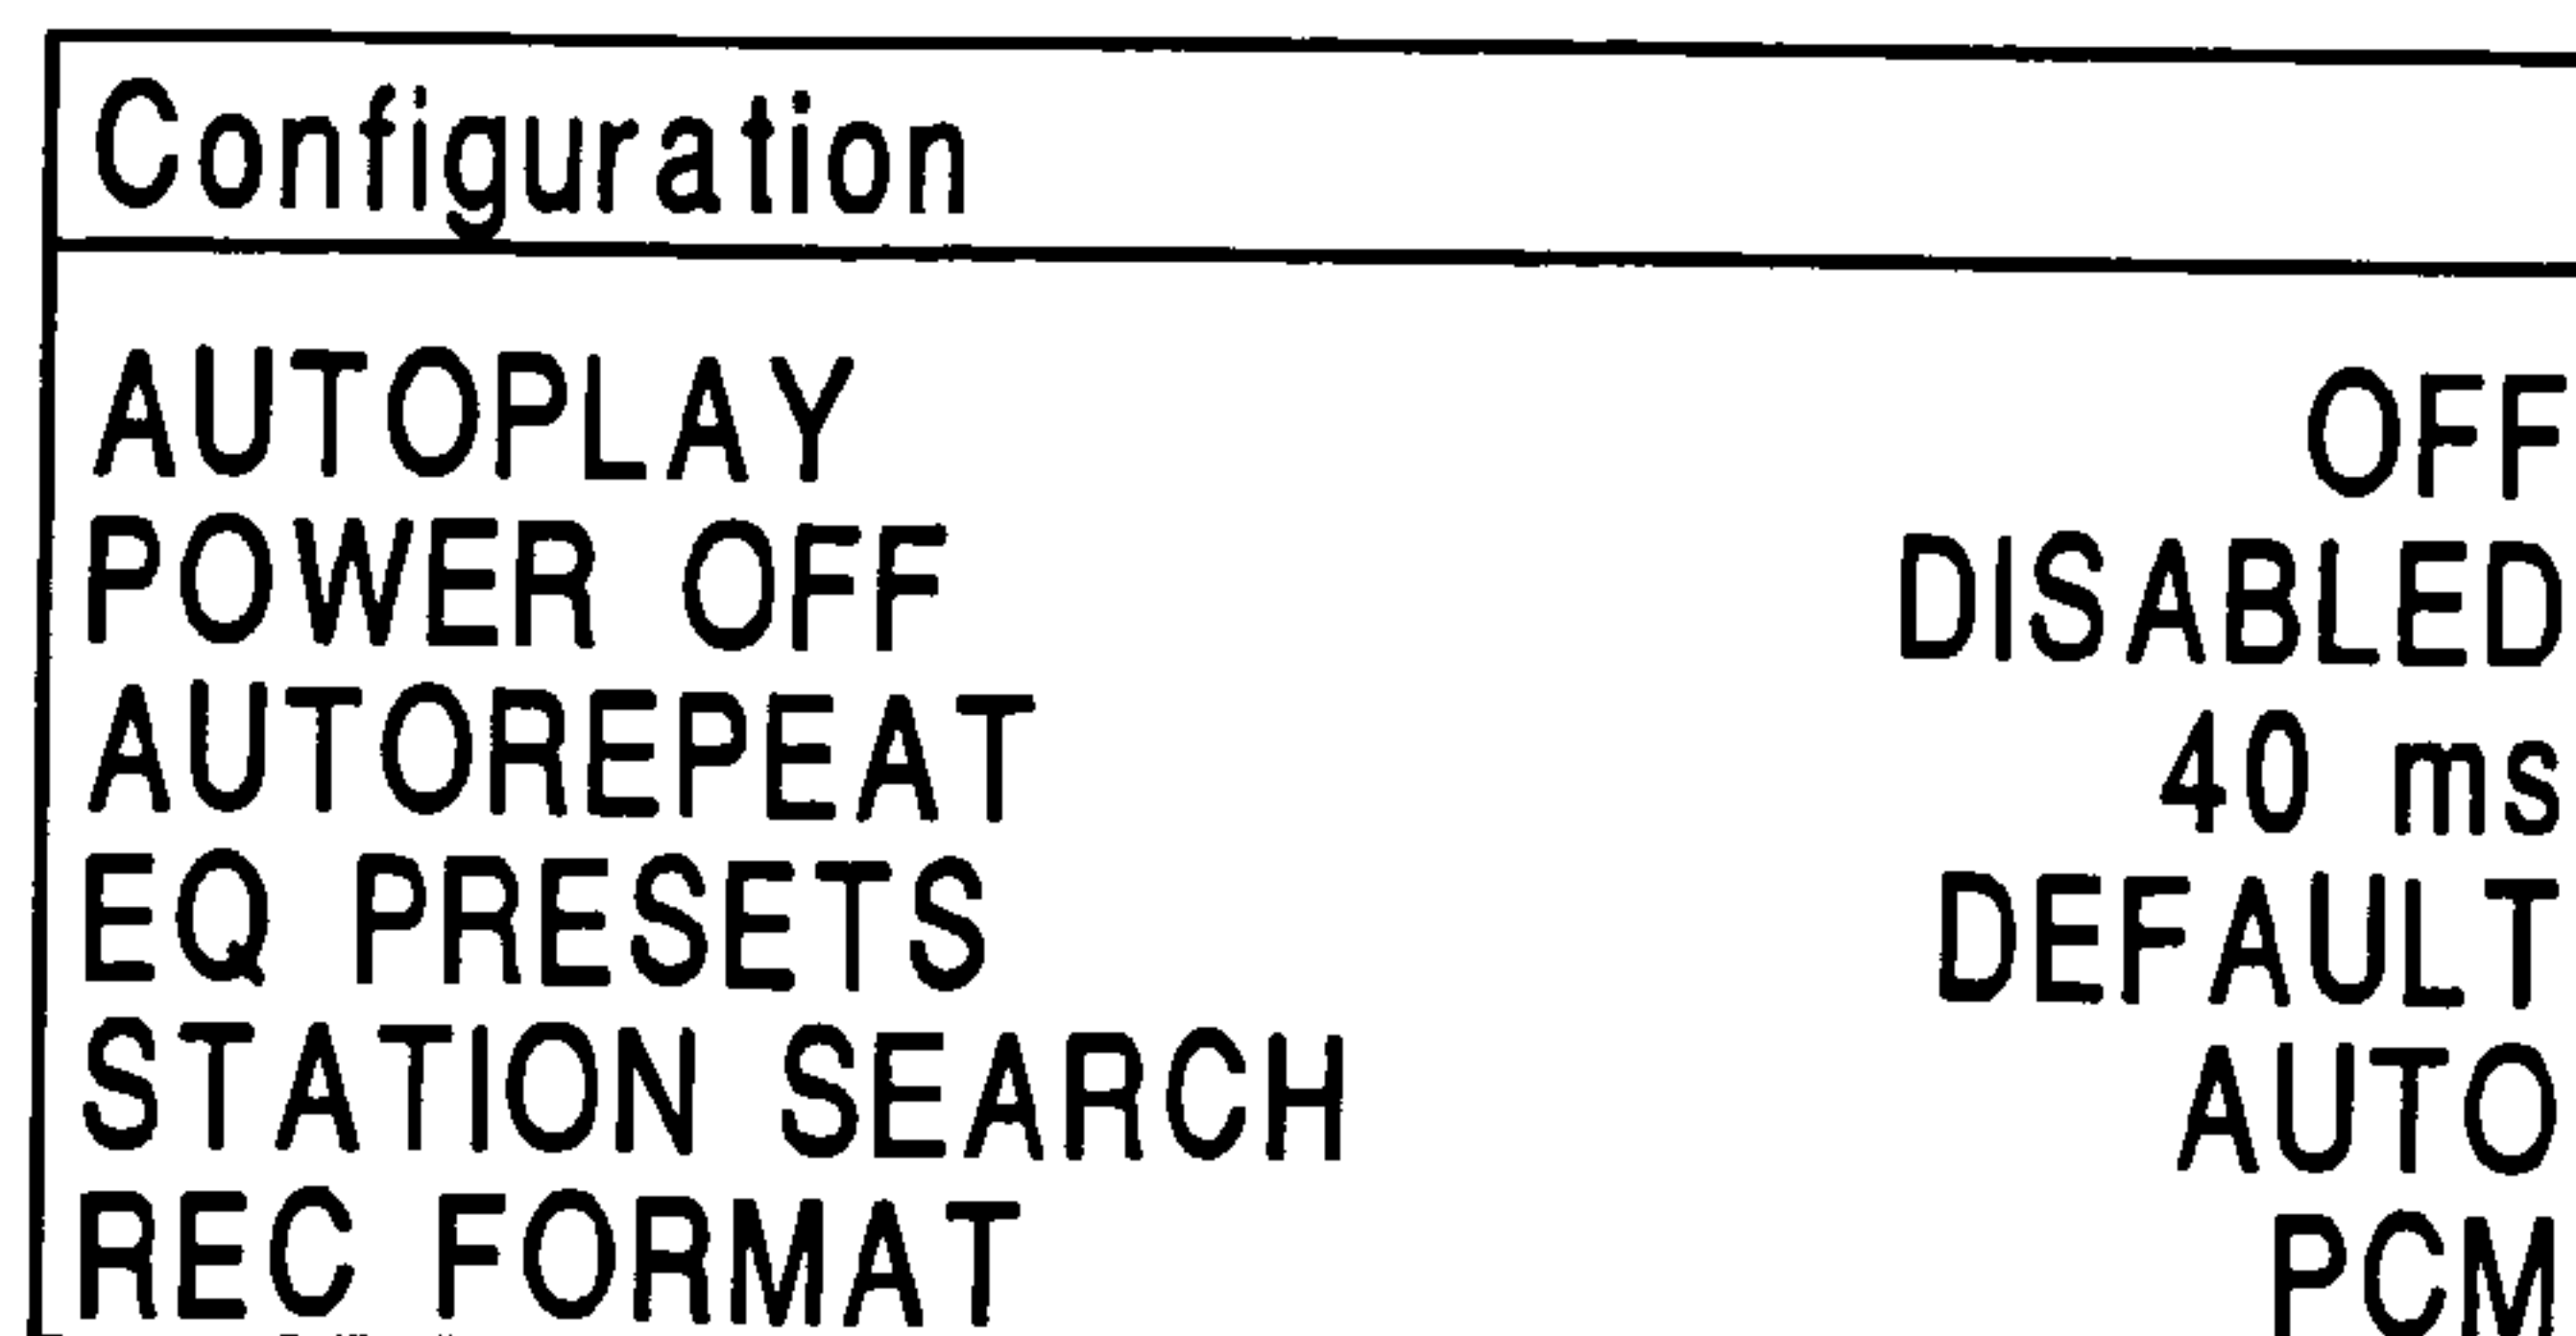 Configuration
AUTOPLAY OFF
POWER OFF DISABLED
AUTOREPEAT 40 ms
EQ PRESETS DEFAULT
STATION SEARCH AUTO
REC FORMAT PCM